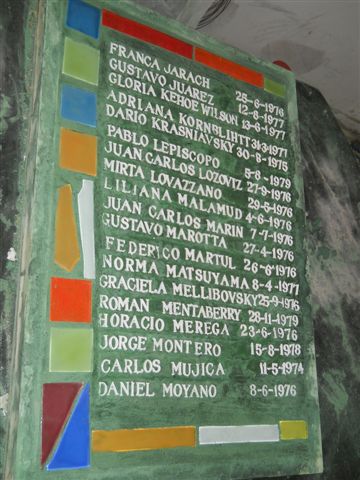 FRANCA JARACH 25-6-1976
GUSTAVO JUAREZ 12-8-1977
GLORIA KEHOE WILSON 13-6-1977
ADRIANA KORNBLIHTT 31-3-1977
DARIO KRASNIAVSKY 30-8-1975
PABLO LEPISCOPO 5-8-1979
JUAN CARLOS LOZOVIZ 27-9-1976
MIRTA LOVAZZANO 29-5-1976
LILIANA MALAMUD 4-6-1976
JUAN CARLOS MARIN 7-7-1976
GUSTAVO MAROTTA 27-4-1976
FEDERICO MARTUL 26-6-1976
NORMA MATSUYAMA 8-4-1977
GRACIELA MELLIBOVSKY 25-9-1976
ROMAN MENTABERRY 28-11-1979
HORACIO MEREGA 23-6-1976
JORGE MONTERO 15-8-1978
CARLOS MUJICA 11-5-1974
DANIEL MOYANO 8-6-1976